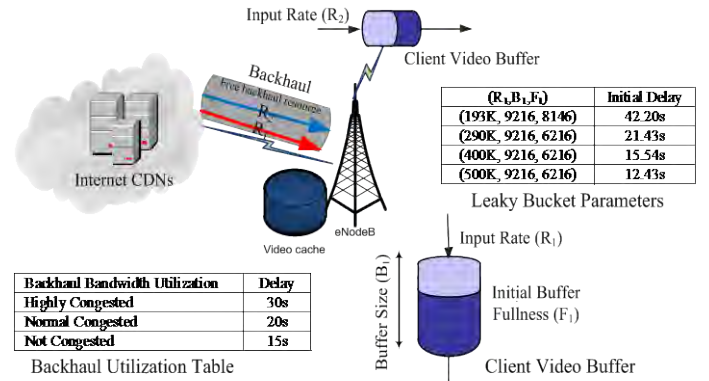 Input Rate (R₂)
Client Video Buffer
Backhaul
Free backhaul resource
R₁
Internet CDNs
eNodeB
Video cache
(R₁,B₁,F₁) Initial Delay
(193K, 9216, 8146) 42.20s
(290K, 9216, 6216) 21.43s
(400K, 9216, 6216) 15.54s
(500K, 9216, 6216) 12.43s
Leaky Bucket Parameters
Input Rate (R₁)
Buffer Size (B₁)
Initial Buffer
Fullness (F₁)
Client Video Buffer
Backhaul Bandwidth Utilization Delay
Highly Congested 30s
Normal Congested 20s
Not Congested 15s
Backhaul Utilization Table